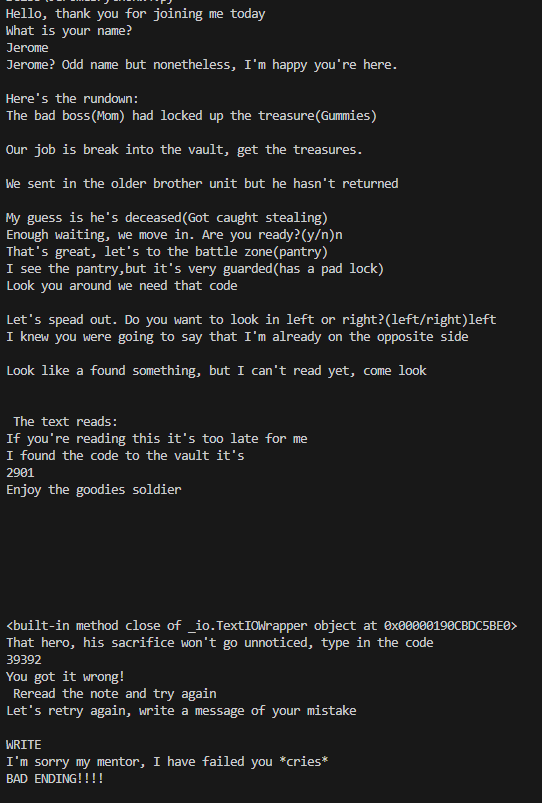 Hello, thank you for joining me today
What is your name?
Jerome
Jerome? Odd name but nonetheless, I'm happy you're here.
Here's the rundown:
The bad boss(Mom) had locked up the treasure(Gummies)
Our job is break into the vault, get the treasures.
We sent in the older brother unit but he hasn't returned
My guess is he's deceased(Got caught stealing)
Enough waiting, we move in. Are you ready?(y/n)n
That's great, let's to the battle zone(pantry)
I see the pantry,but it's very guarded(has a pad lock)
Look you around we need that code
Let's spead out. Do you want to look in left or right?(left/right)left
I knew you were going to say that I'm already on the opposite side
Look like a found something, but I can't read yet, come look
The text reads:
If you're reading this it's too late for me
I found the code to the vault it's
2901
Enjoy the goodies soldier
<built-in method close of _io.TextIOWrapper object at 0x00000190CBDC5BE0>
That hero, his sacrifice won't go unnoticed, type in the code
39392
You got it wrong!
Reread the note and try again
Let's retry again, write a message of your mistake
WRITE
I'm sorry my mentor, I have failed you *cries*
BAD ENDING!!!!